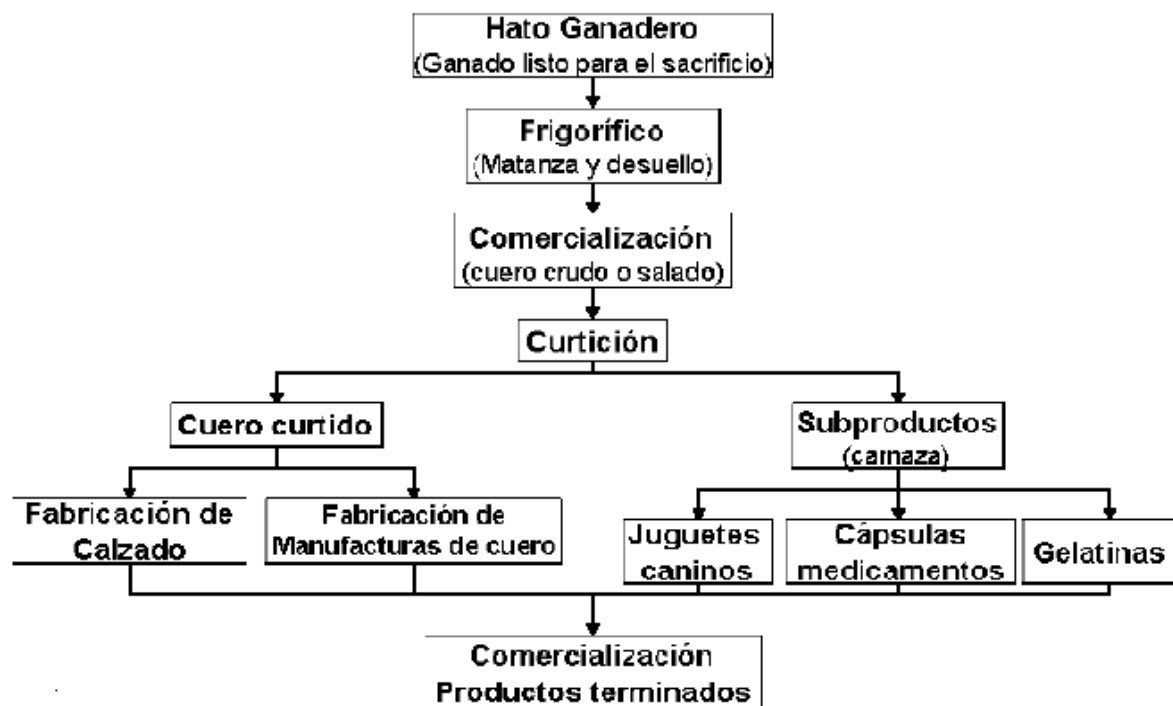 Hato Ganadero
(Ganado listo para el sacrificio)
Frigorífico
(Matanza y desuello)
Comercialización
(cuero crudo o salado)
Curtición
Cuero curtido
Subproductos
(carnaza)
Fabricación de
Calzado
Fabricación de
Manufacturas de cuero
Juguetes
caninos
Cápsulas
medicamentos
Gelatinas
Comercialización
Productos terminados